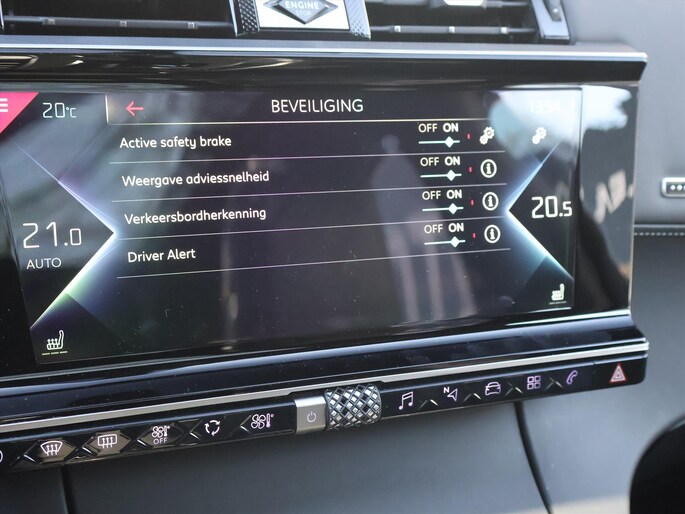 ENGINE
20°C
BEVEILIGING
Active safety brake OFF ON
Weergave adviessnelheid OFF ON
Verkeersbordherkenning OFF ON
Driver Alert OFF ON
21.0
AUTO
20.5
N
OFF